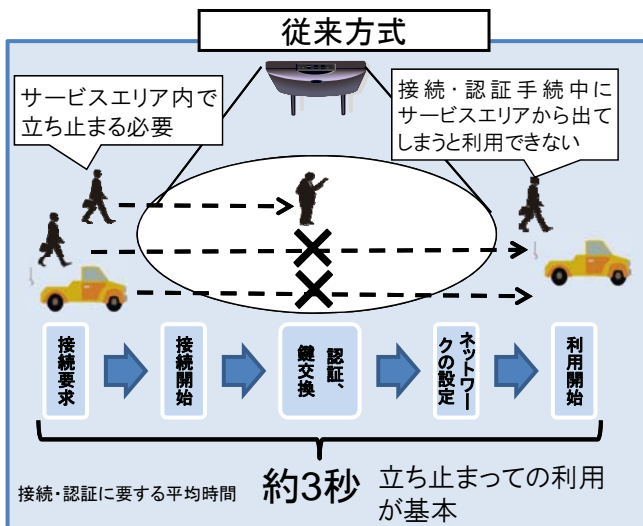 従来方式
サービスエリア内で
立ち止まる必要
接続・認証手続中に
サービスエリアから出て
しまうと利用できない
接続要求
接続開始
認証、
鍵交換
ネットワー
クの設定
利用開始
接続・認証に要する平均時間
約3秒
立ち止まっての利用
が基本